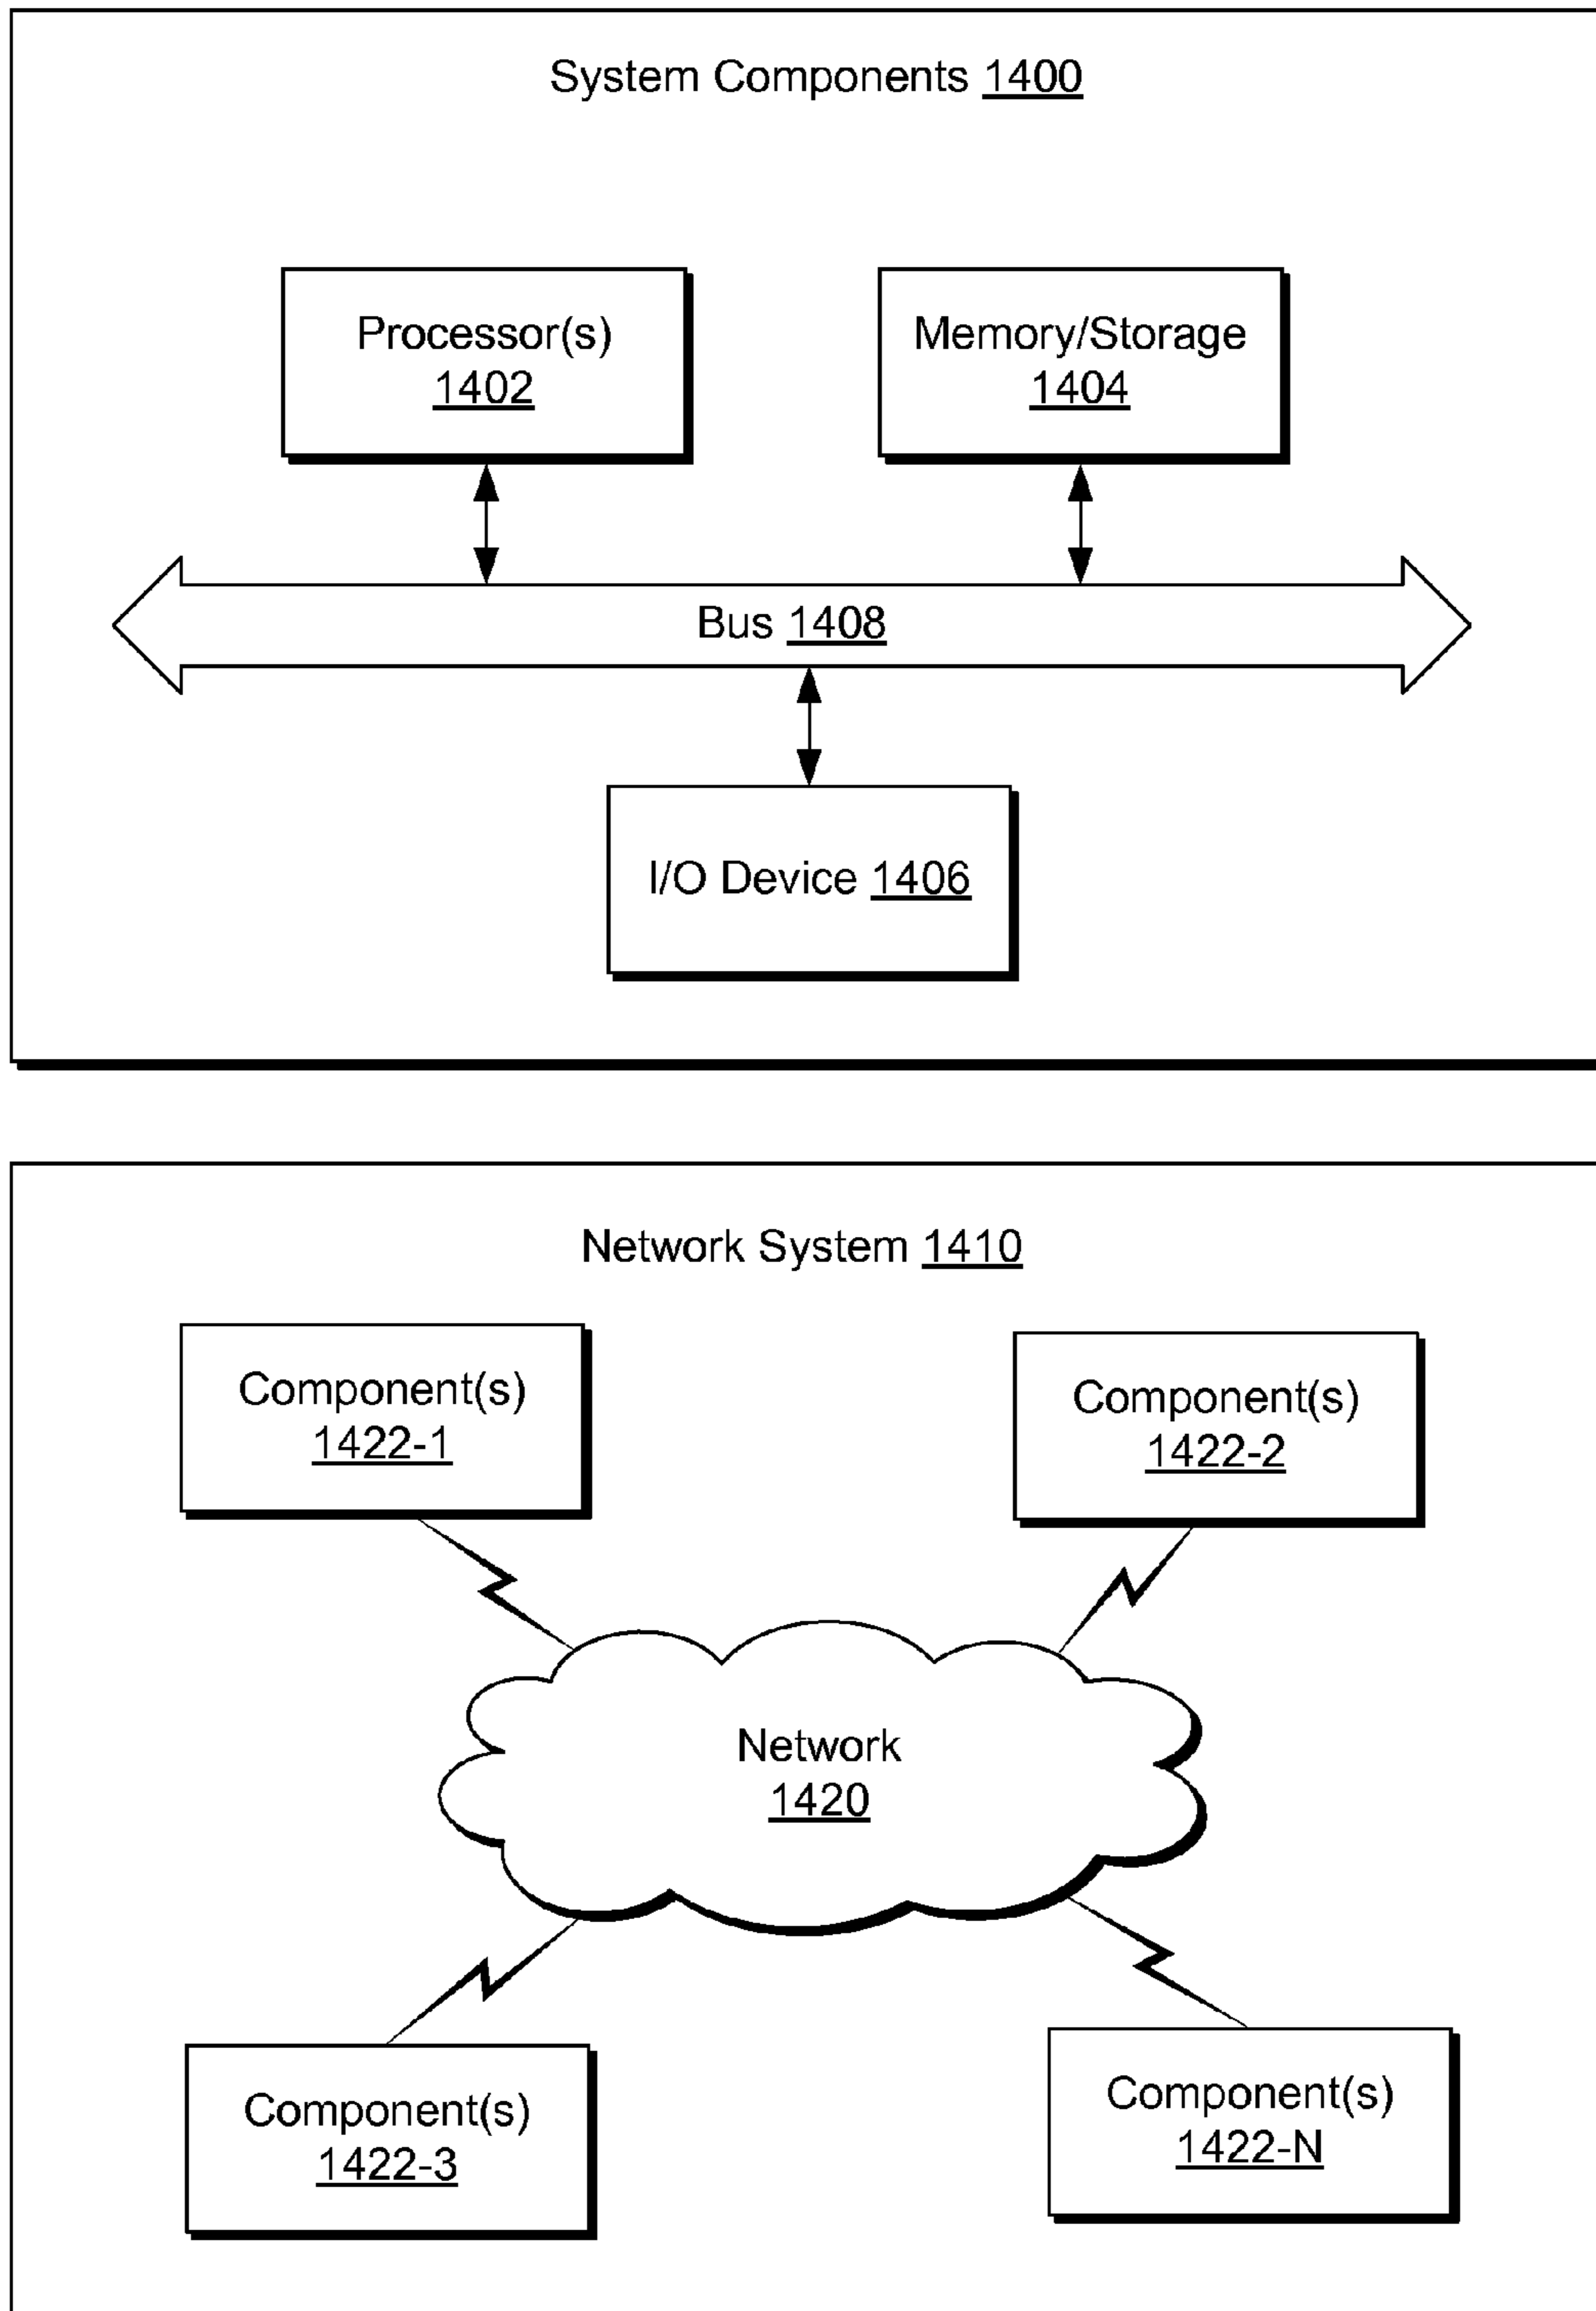 System Components 1400
Processor(s)
1402
Memory/Storage
1404
Bus 1408
I/O Device 1406
Network System 1410
Component(s)
1422-1
Component(s)
1422-2
Network
1420
Component(s)
1422-3
Component(s)
1422-N